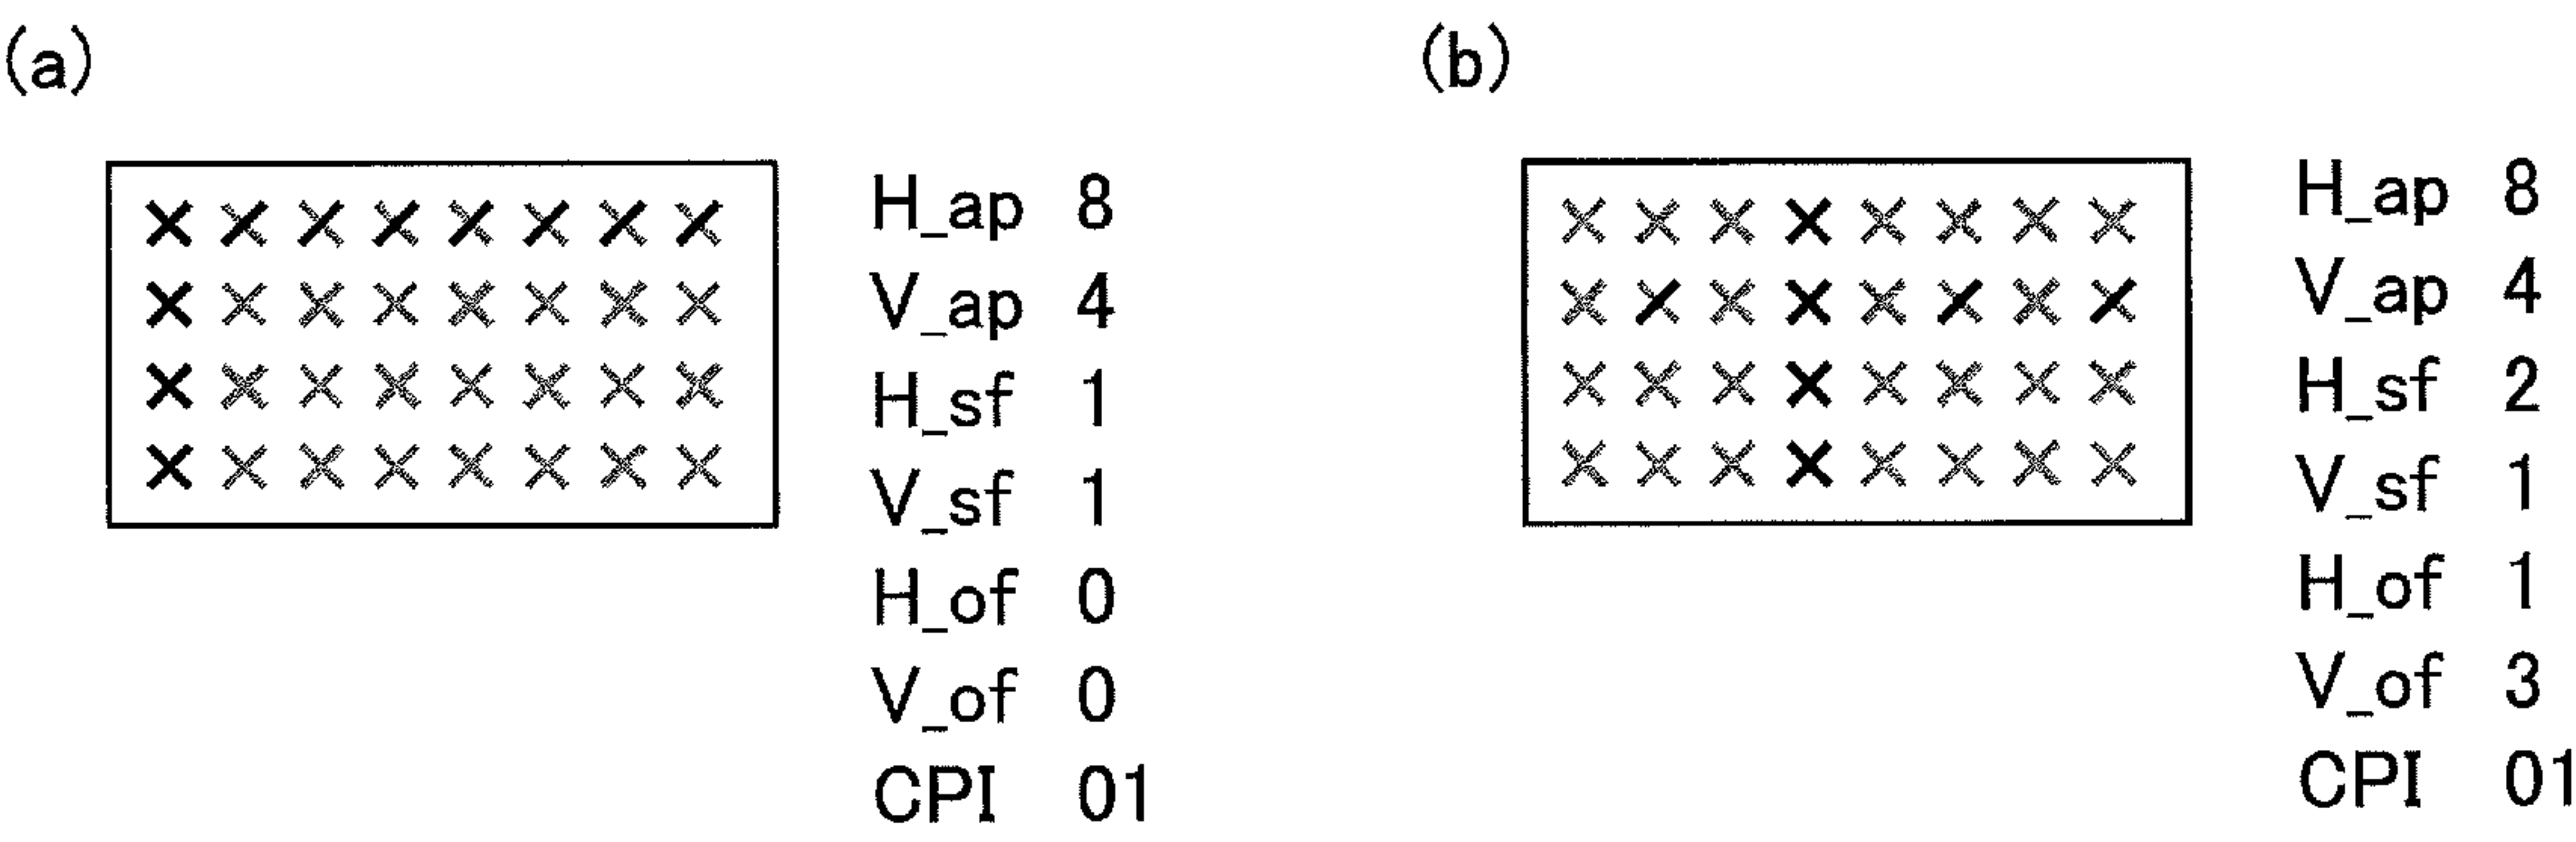 (a)
H_ap 8
V_ap 4
H_sf 1
V_sf 1
H_of 0
V_of 0
CPI 01
(b)
H_ap 8
V_ap 4
H_sf 2
V_sf 1
H_of 1
V_of 3
CPI 01